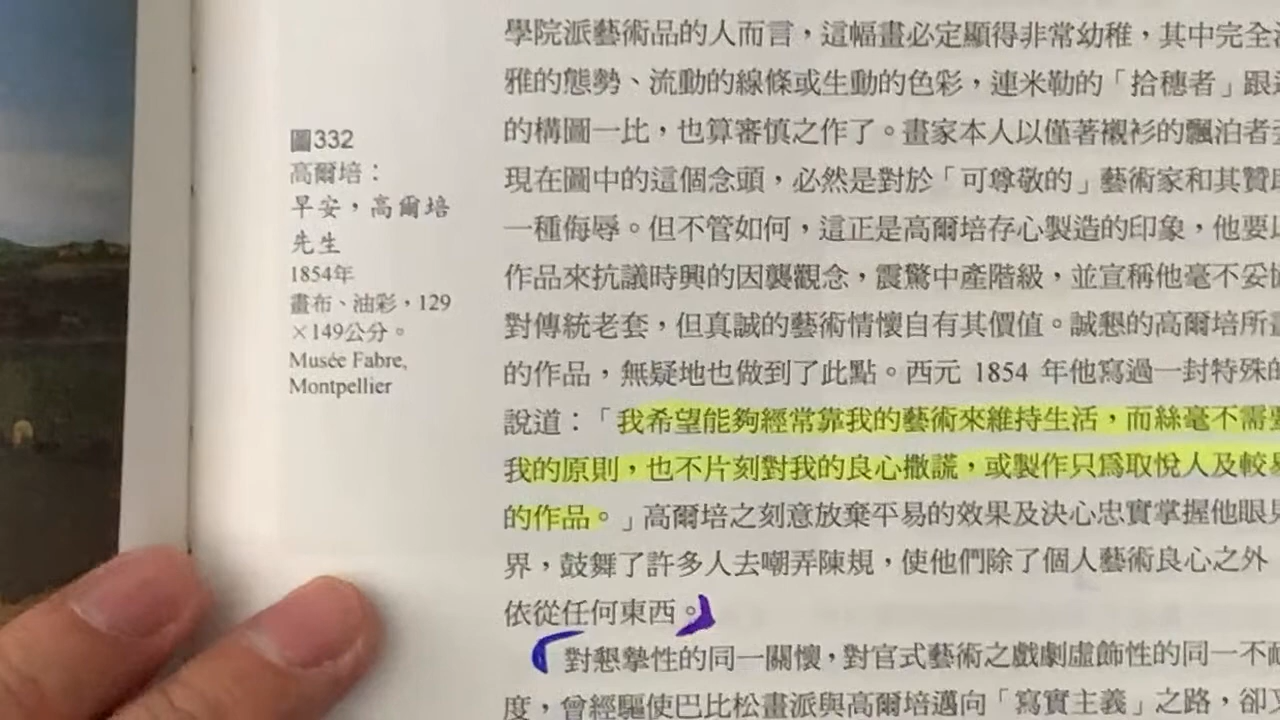 圖332
高爾培：
早安，高爾培
先生
1854年
畫布、油彩，129
×149公分。
Musée Fabre,
Montpellier
學院派藝術品的人而言，這幅畫必定顯得非常幼稚，其中完全
雅的態勢、流動的線條或生動的色彩，連米勒的「拾穗者」跟
的構圖一比，也算審慎之作了。畫家本人以僅著襯衫的飄泊者
現在圖中的這個念頭，必然是對於「可尊敬的」藝術家和其贊
一種侮辱。但不管如何，這正是高爾培存心製造的印象，他要
作品來抗議時興的因襲觀念，震驚中產階級，並宣稱他毫不妥
對傳統老套，但真誠的藝術情懷自有其價值。誠懇的高爾培所
的作品，無疑地也做到了此點。西元 1854 年他寫過一封特殊的
說道：「我希望能夠經常靠我的藝術來維持生活，而絲毫不需
我的原則，也不片刻對我的良心撒謊，或製作只為取悅人及較
的作品。」高爾培之刻意放棄平易的效果及決心忠實掌握他眼
界，鼓舞了許多人去嘲弄陳規，使他們除了個人藝術良心之外
依從任何東西。
對懇摯性的同一關懷，對官式藝術之戲劇虛飾性的同一不
度，曾經驅使巴比松畫派與高爾培邁向「寫實主義」之路，卻